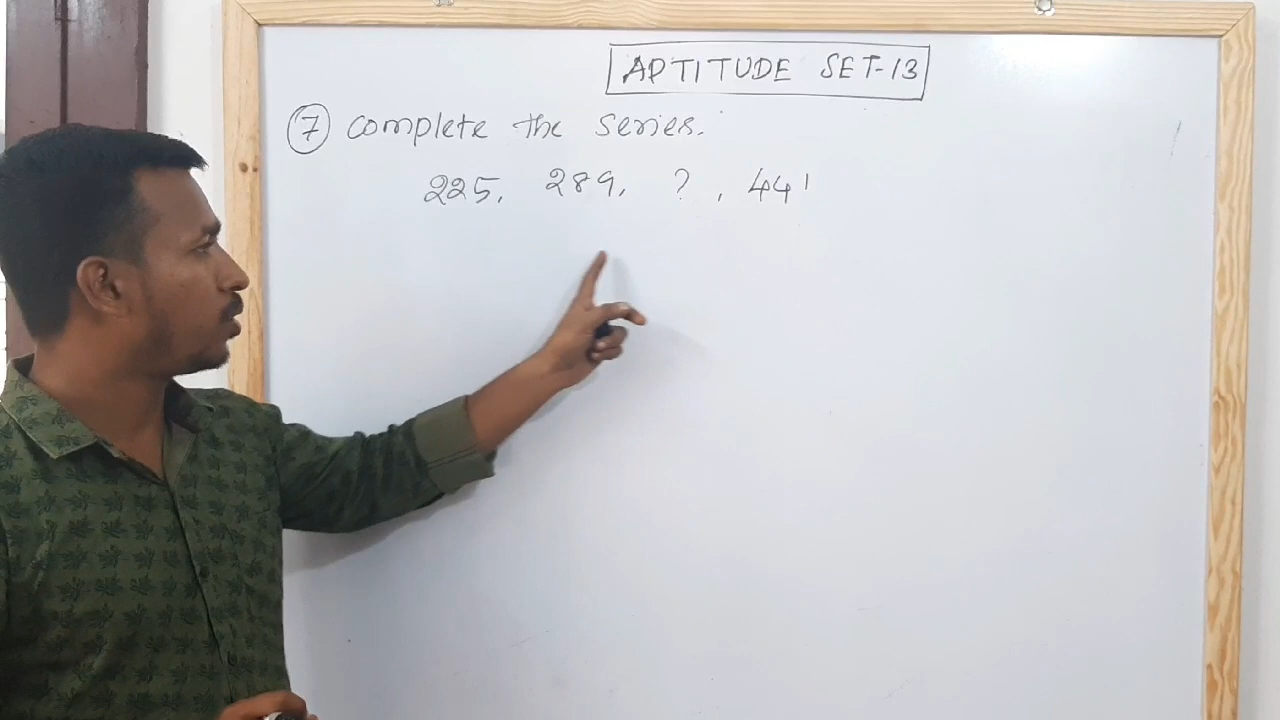 APTITUDE SET-13
7 complete the series.
225, 289, ?, 441